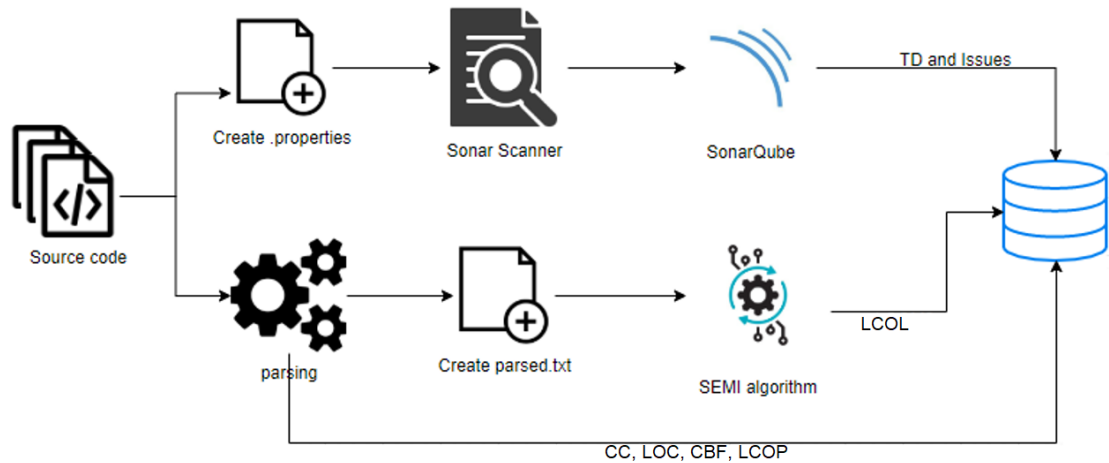 TD and Issues
Create .properties
Sonar Scanner
SonarQube
Source code
LCOL
parsing
Create parsed.txt
SEMI algorithm
CC, LOC, CBF, LCOP